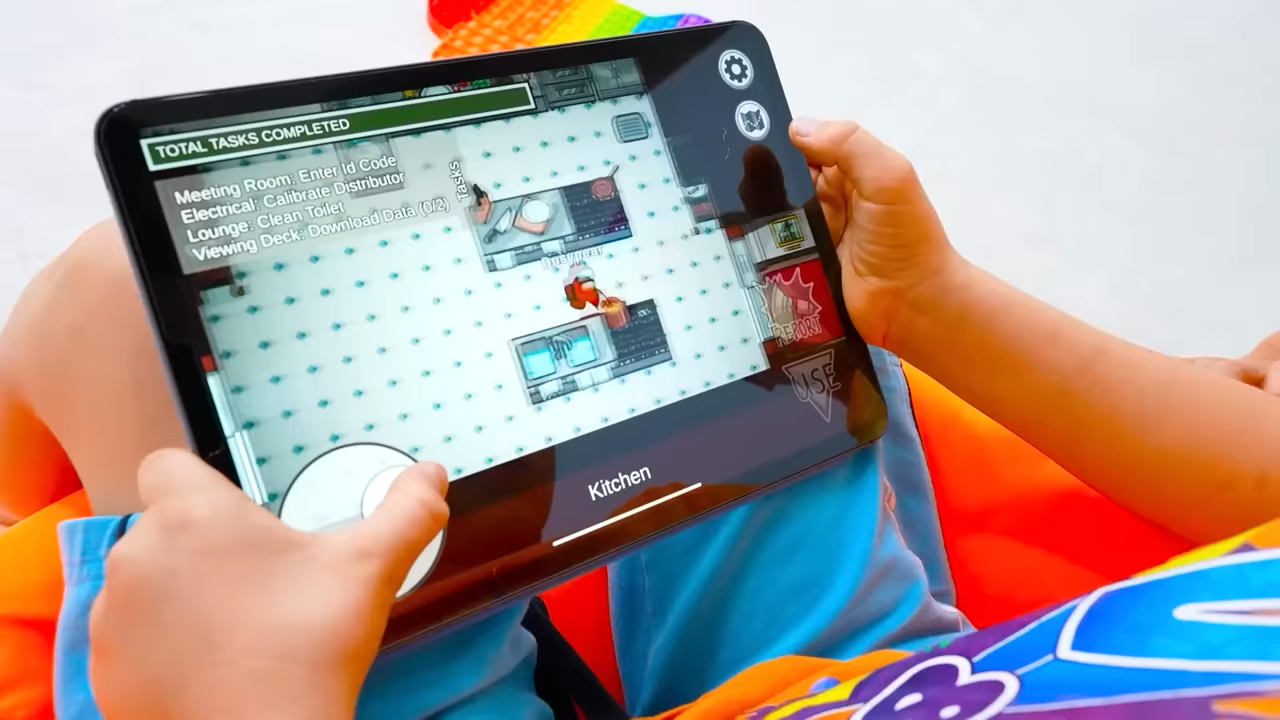 TOTAL TASKS COMPLETED
Meeting Room: Enter Id Code
Electrical: Calibrate Distributor
Lounge: Clean Toilet
Viewing Deck: Download Data (0/2)
Tasks
REPORT
USE
Kitchen